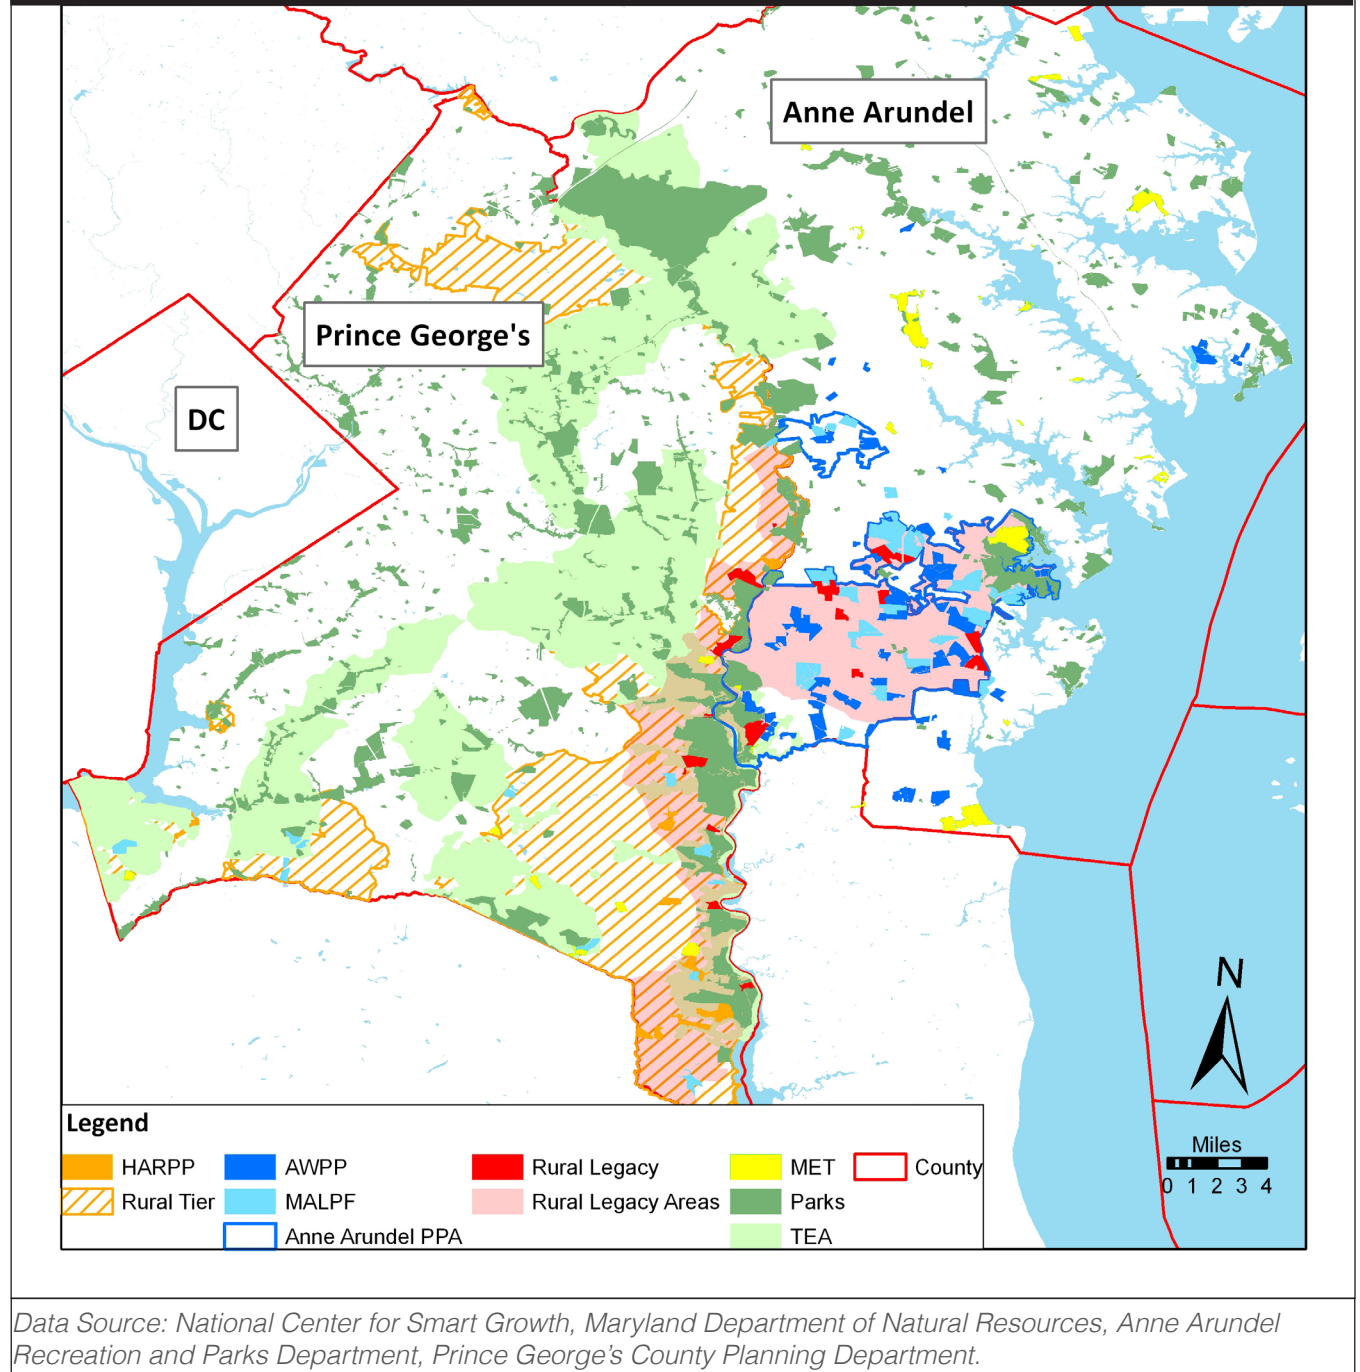 Anne Arundel
Prince George's
DC
N
Miles
0 1 2 3 4
Legend
HARPP AWPP Rural Legacy MET County
Rural Tier MALPF Rural Legacy Areas Parks
Anne Arundel PPA TEA
Data Source: National Center for Smart Growth, Maryland Department of Natural Resources, Anne Arundel
Recreation and Parks Department, Prince George's County Planning Department.